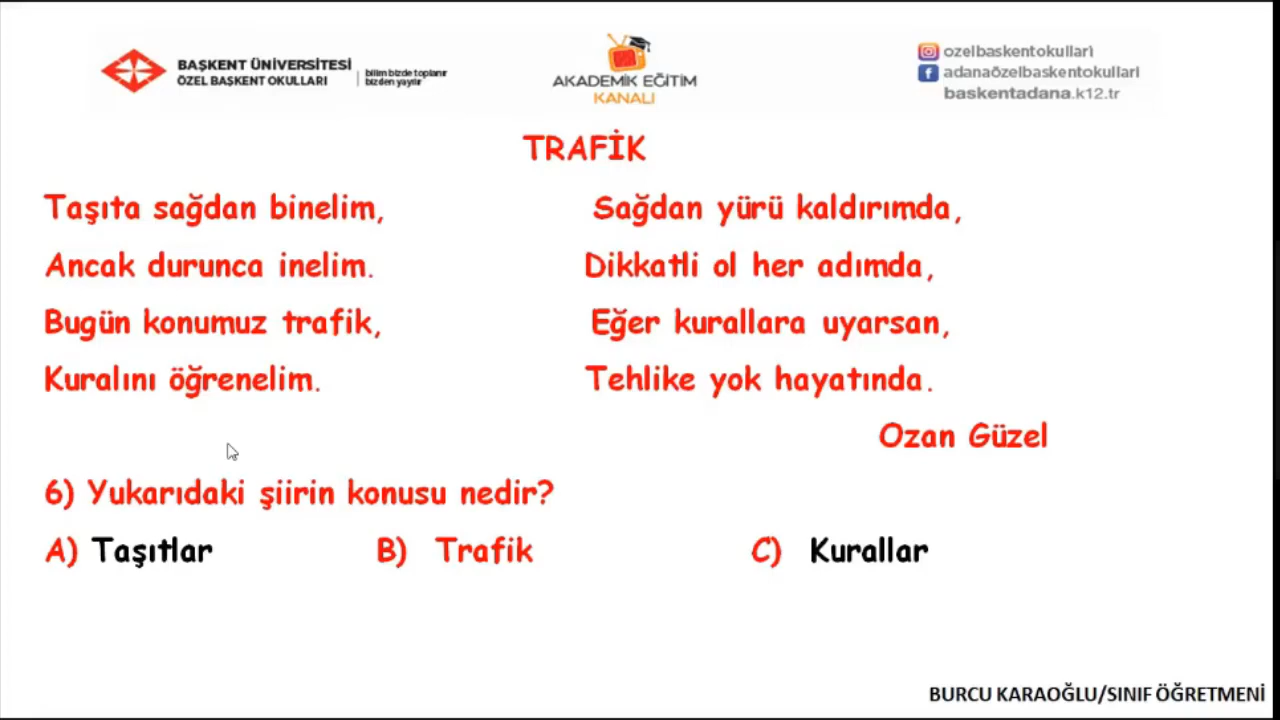 BAŞKENT ÜNİVERSİTESİ
ÖZEL BAŞKENT OKULLARI
bilim bizde toplanır
bizden yayılır
AKADEMİK EĞİTİM
KANALI
ozelbaskentokullari
adanaözelbaskentokullari
baskentadana.k12.tr
TRAFİK
Taşıta sağdan binelim,
Ancak durunca inelim.
Bugün konumuz trafik,
Kuralını öğrenelim.
Sağdan yürü kaldırımda,
Dikkatli ol her adımda,
Eğer kurallara uyarsan,
Tehlike yok hayatında.
Ozan Güzel
6) Yukarıdaki şiirin konusu nedir?
A) Taşıtlar B) Trafik C) Kurallar
BURCU KARAOĞLU/SINIF ÖĞRETMENİ